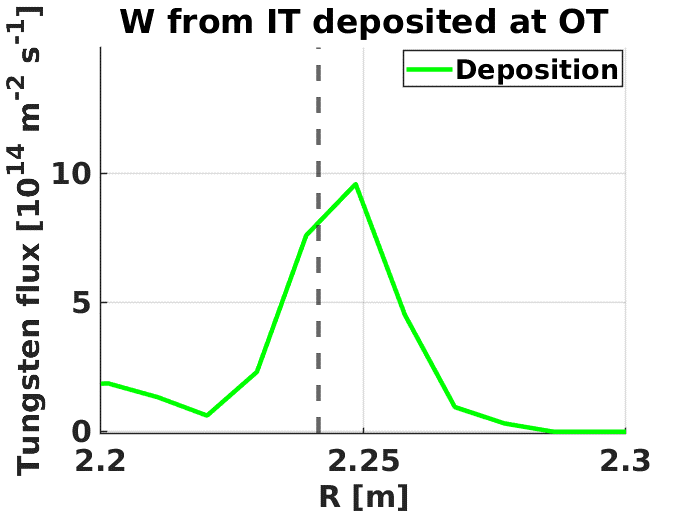 W from IT deposited at OT
Deposition
Tungsten flux [10^14 m^-2 s^-1]
10
5
0
2.2
2.25
2.3
R [m]